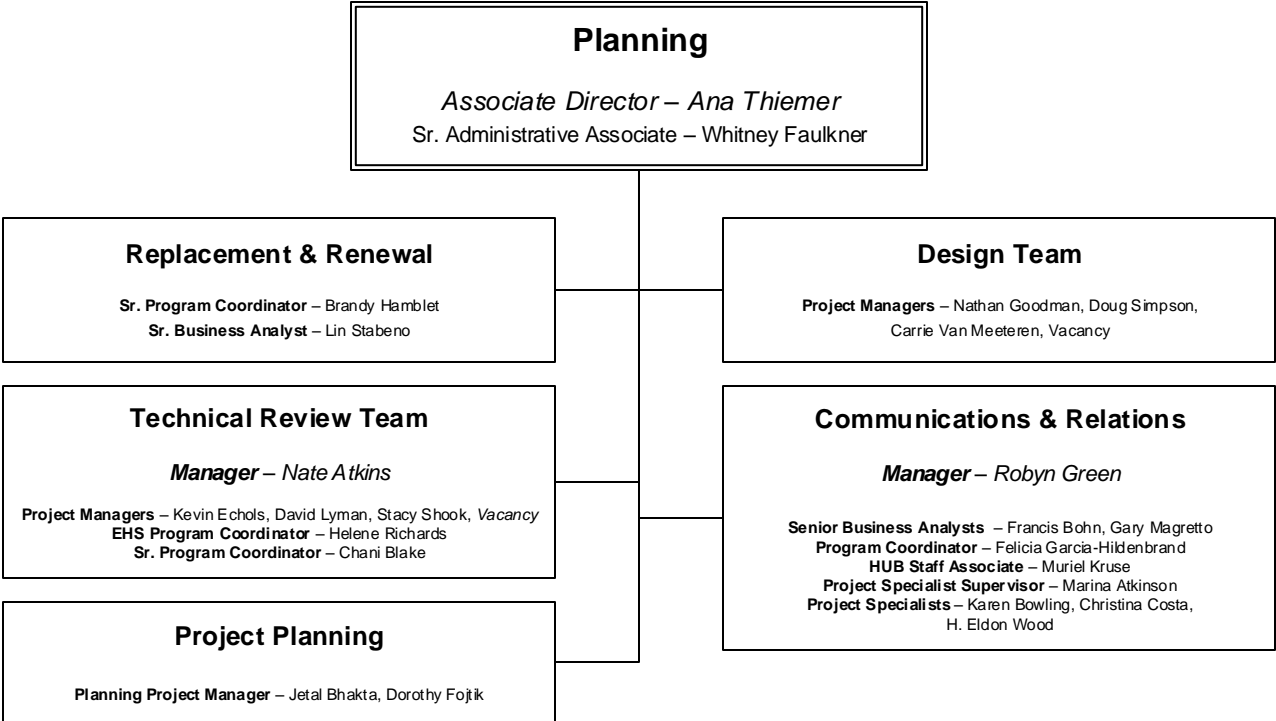 Planning
Associate Director – Ana Thiemer
Sr. Administrative Associate – Whitney Faulkner
Replacement & Renewal
Sr. Program Coordinator – Brandy Hamblet
Sr. Business Analyst – Lin Stabeno
Design Team
Project Managers – Nathan Goodman, Doug Simpson,
Carrie Van Meeteren, Vacancy
Technical Review Team
Manager – Nate Atkins
Project Managers – Kevin Echols, David Lyman, Stacy Shook, Vacancy
EHS Program Coordinator – Helene Richards
Sr. Program Coordinator – Chani Blake
Communications & Relations
Manager – Robyn Green
Senior Business Analysts – Francis Bohn, Gary Magretto
Program Coordinator – Felicia Garcia-Hildenbrand
HUB Staff Associate – Muriel Kruse
Project Specialist Supervisor – Marina Atkinson
Project Specialists – Karen Bowling, Christina Costa,
H. Eldon Wood
Project Planning
Planning Project Manager – Jetal Bhakta, Dorothy Fojtik